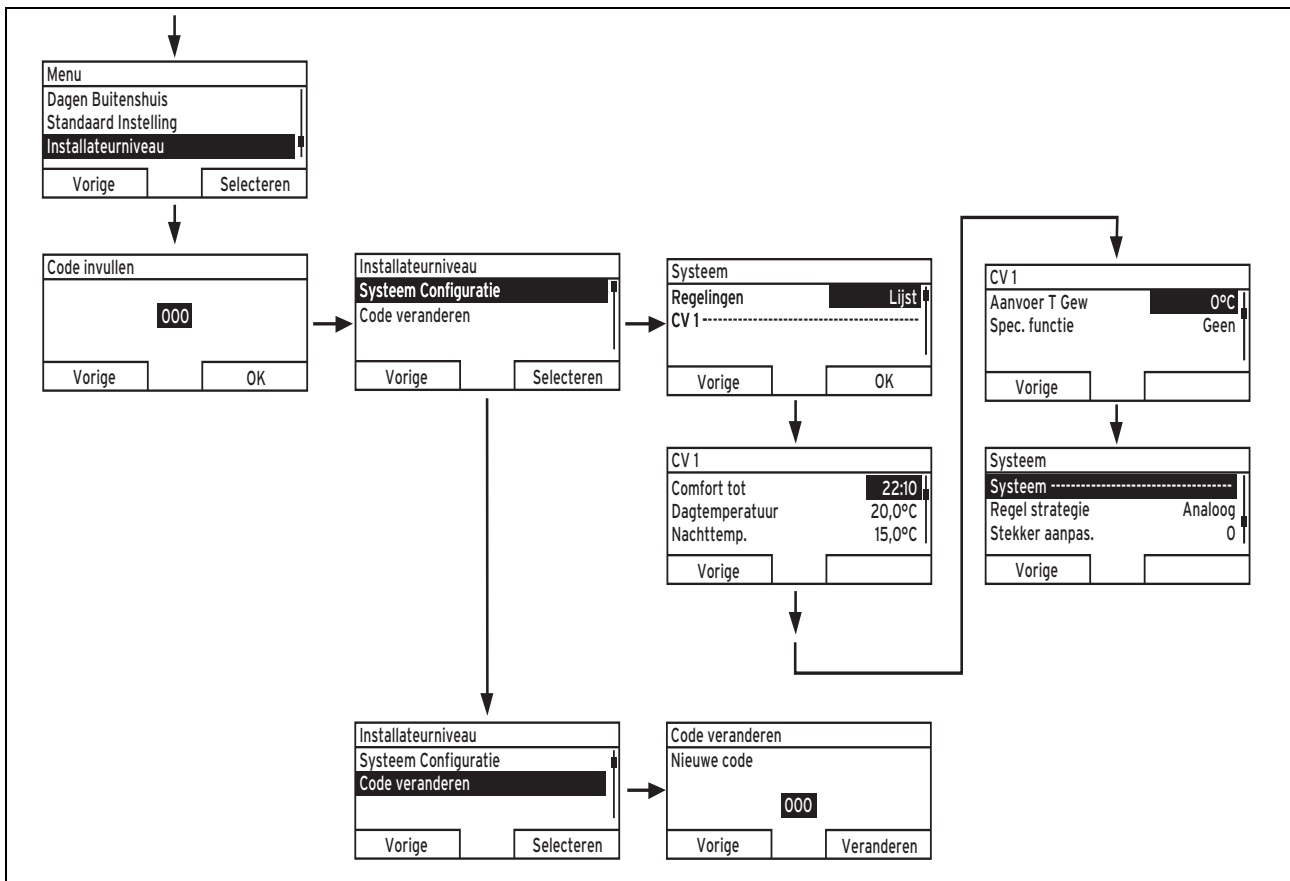 Menu
Dagen Buitenshuis
Standaard Instelling
Installateurniveau
Vorige Selecteren
Code invullen
000
Vorige OK
Installateurniveau
Systeem Configuratie
Code veranderen
Vorige Selecteren
Systeem
Regelingen Lijst
CV 1 ----------------------------------
Vorige OK
CV 1
Comfort tot 22:10
Dagtemperatuur 20,0°C
Nachttemp. 15,0°C
Vorige
CV 1
Aanvoer T Gew 0°C
Spec. functie Geen
Vorige
Systeem
Systeem ----------------------------------
Regel strategie Analoog
Stekker aanpas. 0
Vorige
Installateurniveau
Systeem Configuratie
Code veranderen
Vorige Selecteren
Code veranderen
Nieuwe code
000
Vorige Veranderen